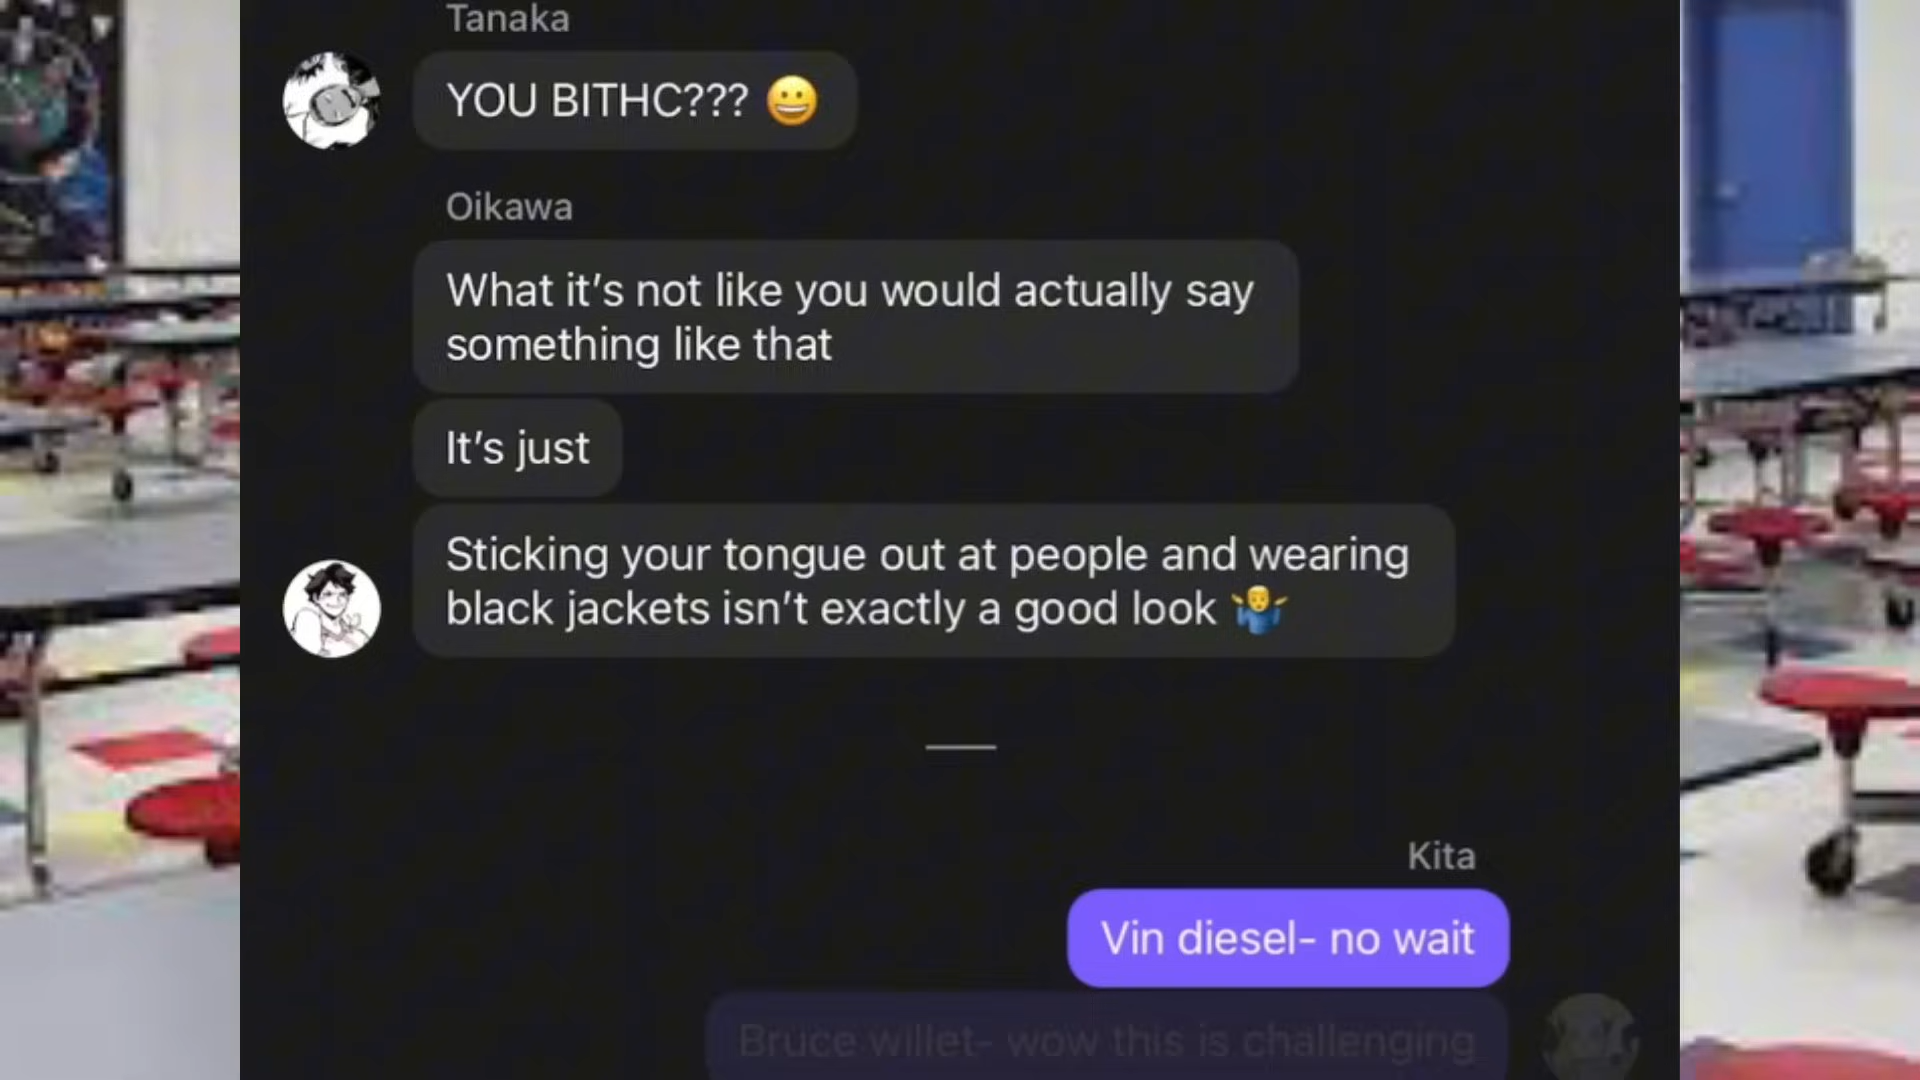 Tanaka
YOU BITHC??? 😀
Oikawa
What it's not like you would actually say
something like that
It's just
Sticking your tongue out at people and wearing
black jackets isn't exactly a good look 🤷‍♂️
Kita
Vin diesel- no wait
Bruce willet- wow this is challenging